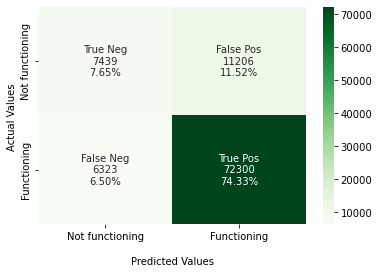 Actual Values
Not functioning
Functioning
True Neg
7439
7.65%
False Pos
11206
11.52%
False Neg
6323
6.50%
True Pos
72300
74.33%
Not functioning
Functioning
Predicted Values
70000
60000
50000
40000
30000
20000
10000